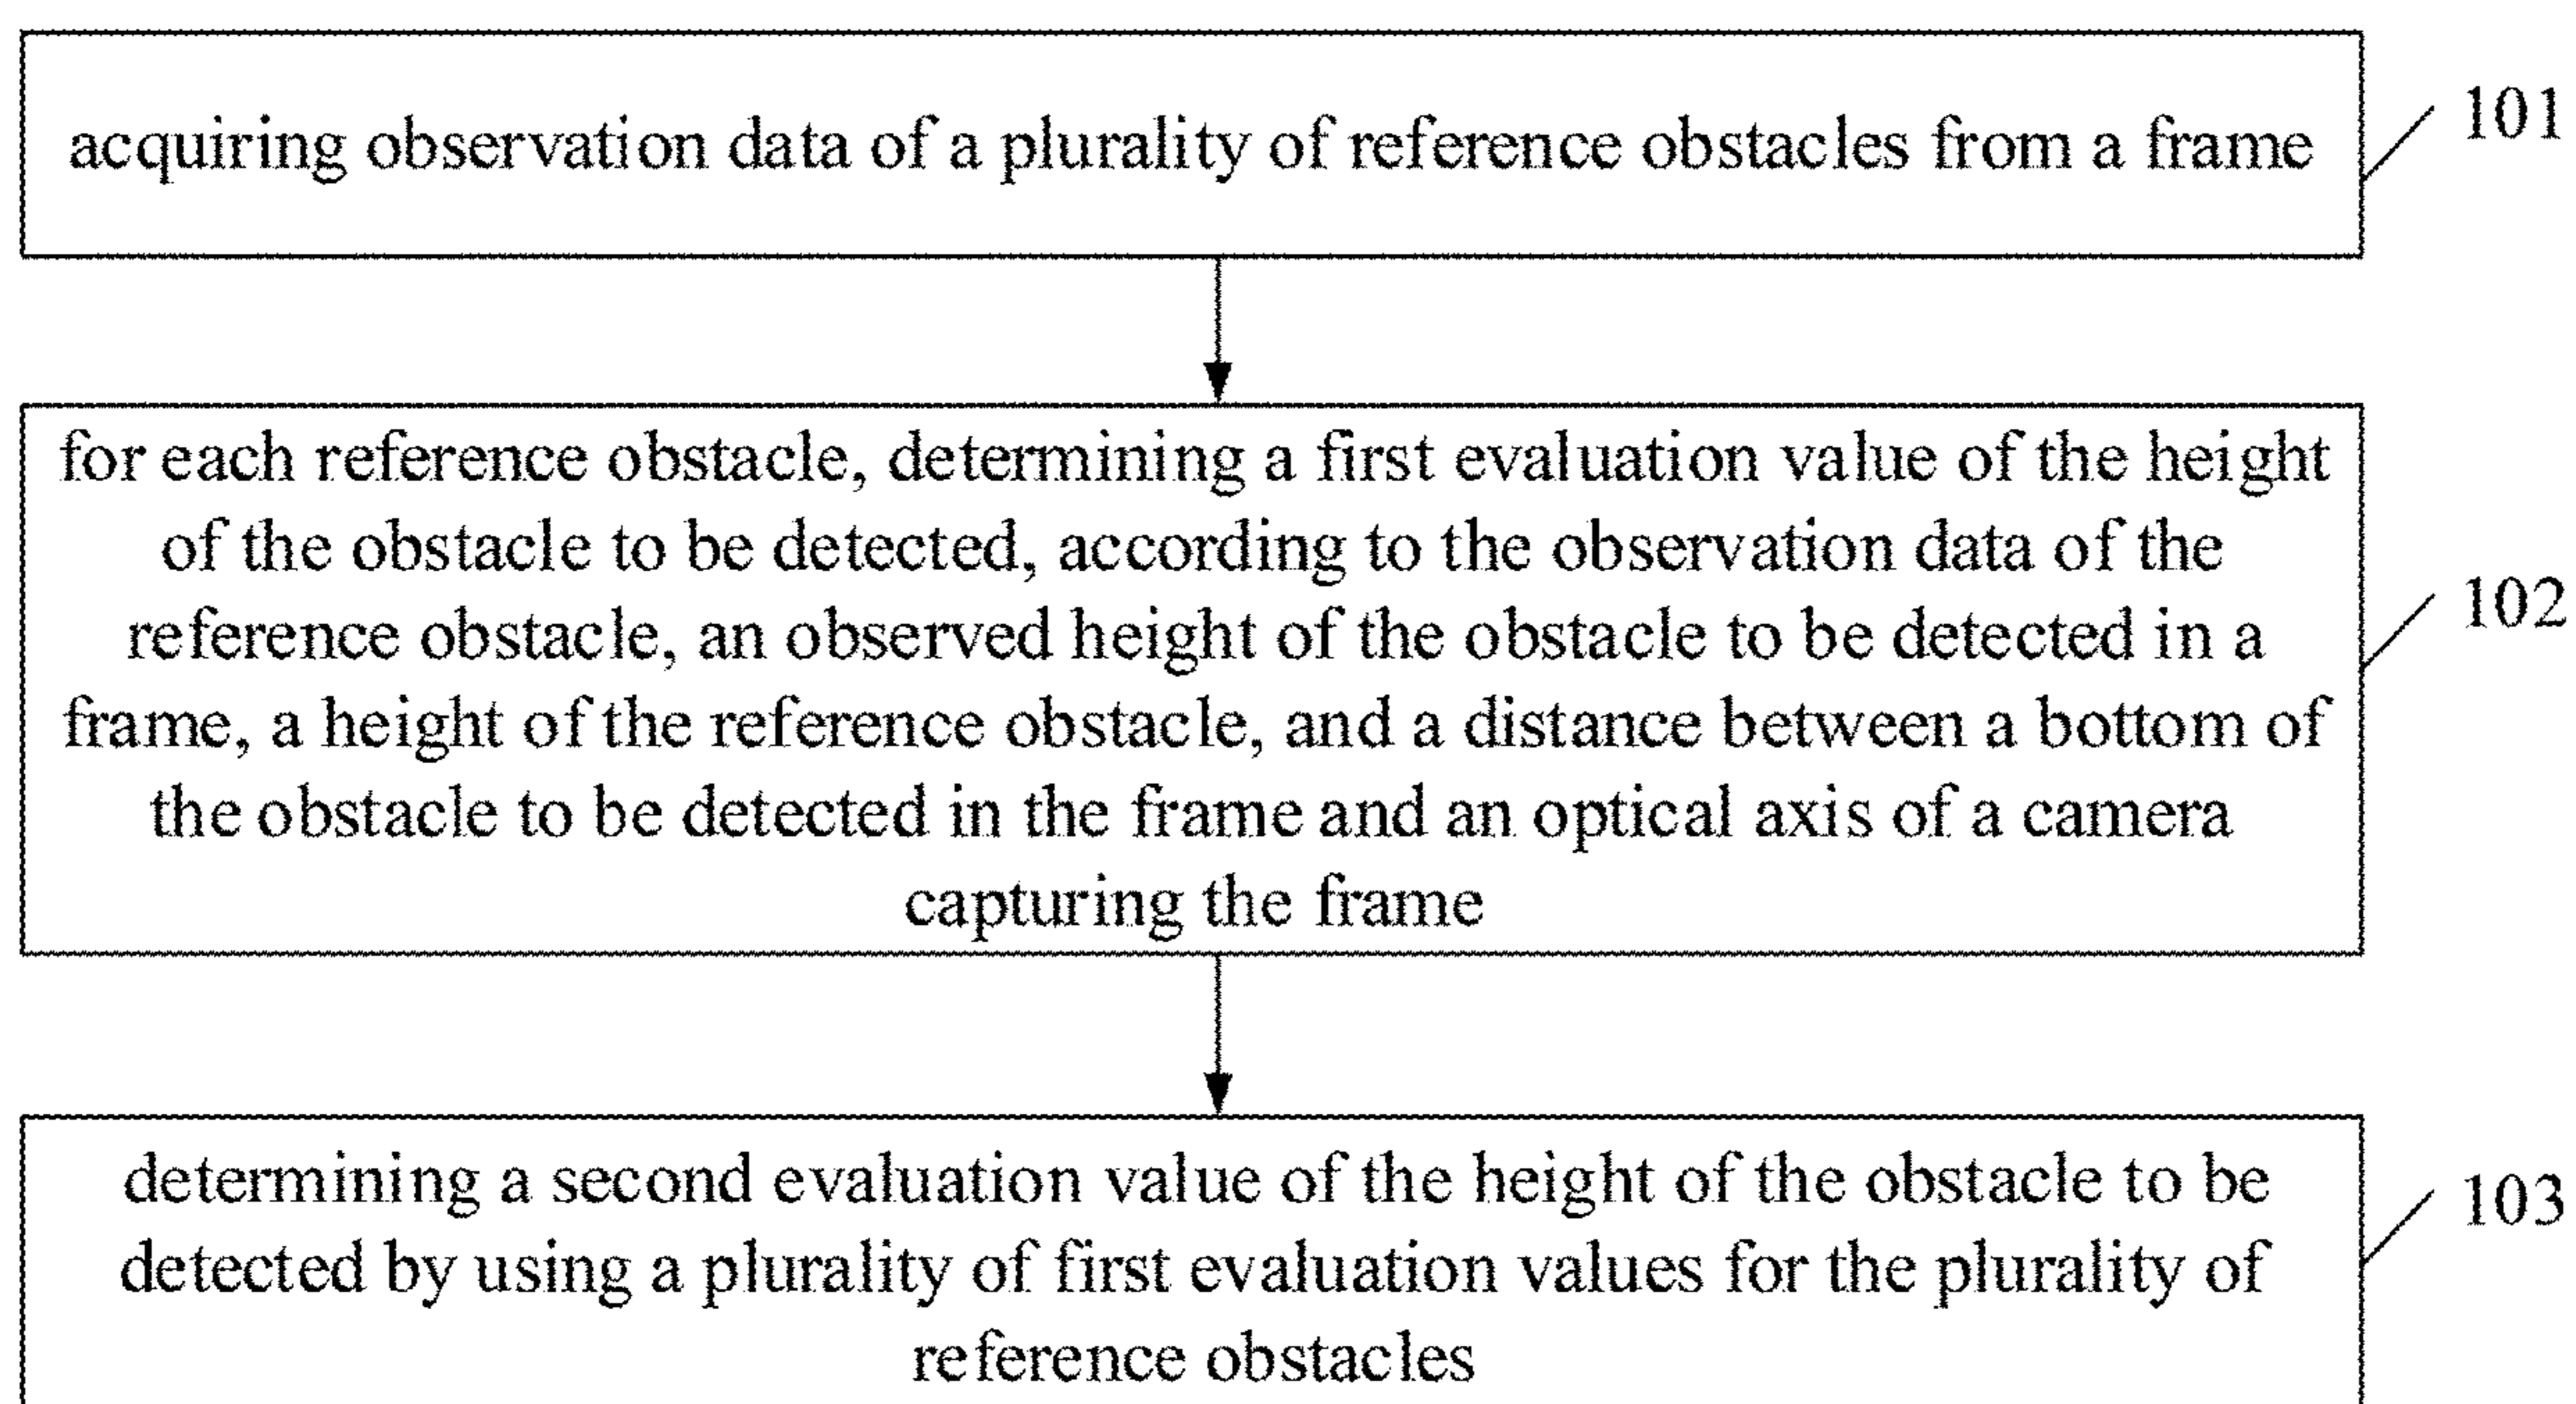 acquiring observation data of a plurality of reference obstacles from a frame
101
for each reference obstacle, determining a first evaluation value of the height
of the obstacle to be detected, according to the observation data of the
reference obstacle, an observed height of the obstacle to be detected in a
frame, a height of the reference obstacle, and a distance between a bottom of
the obstacle to be detected in the frame and an optical axis of a camera
capturing the frame
102
determining a second evaluation value of the height of the obstacle to be
detected by using a plurality of first evaluation values for the plurality of
reference obstacles
103